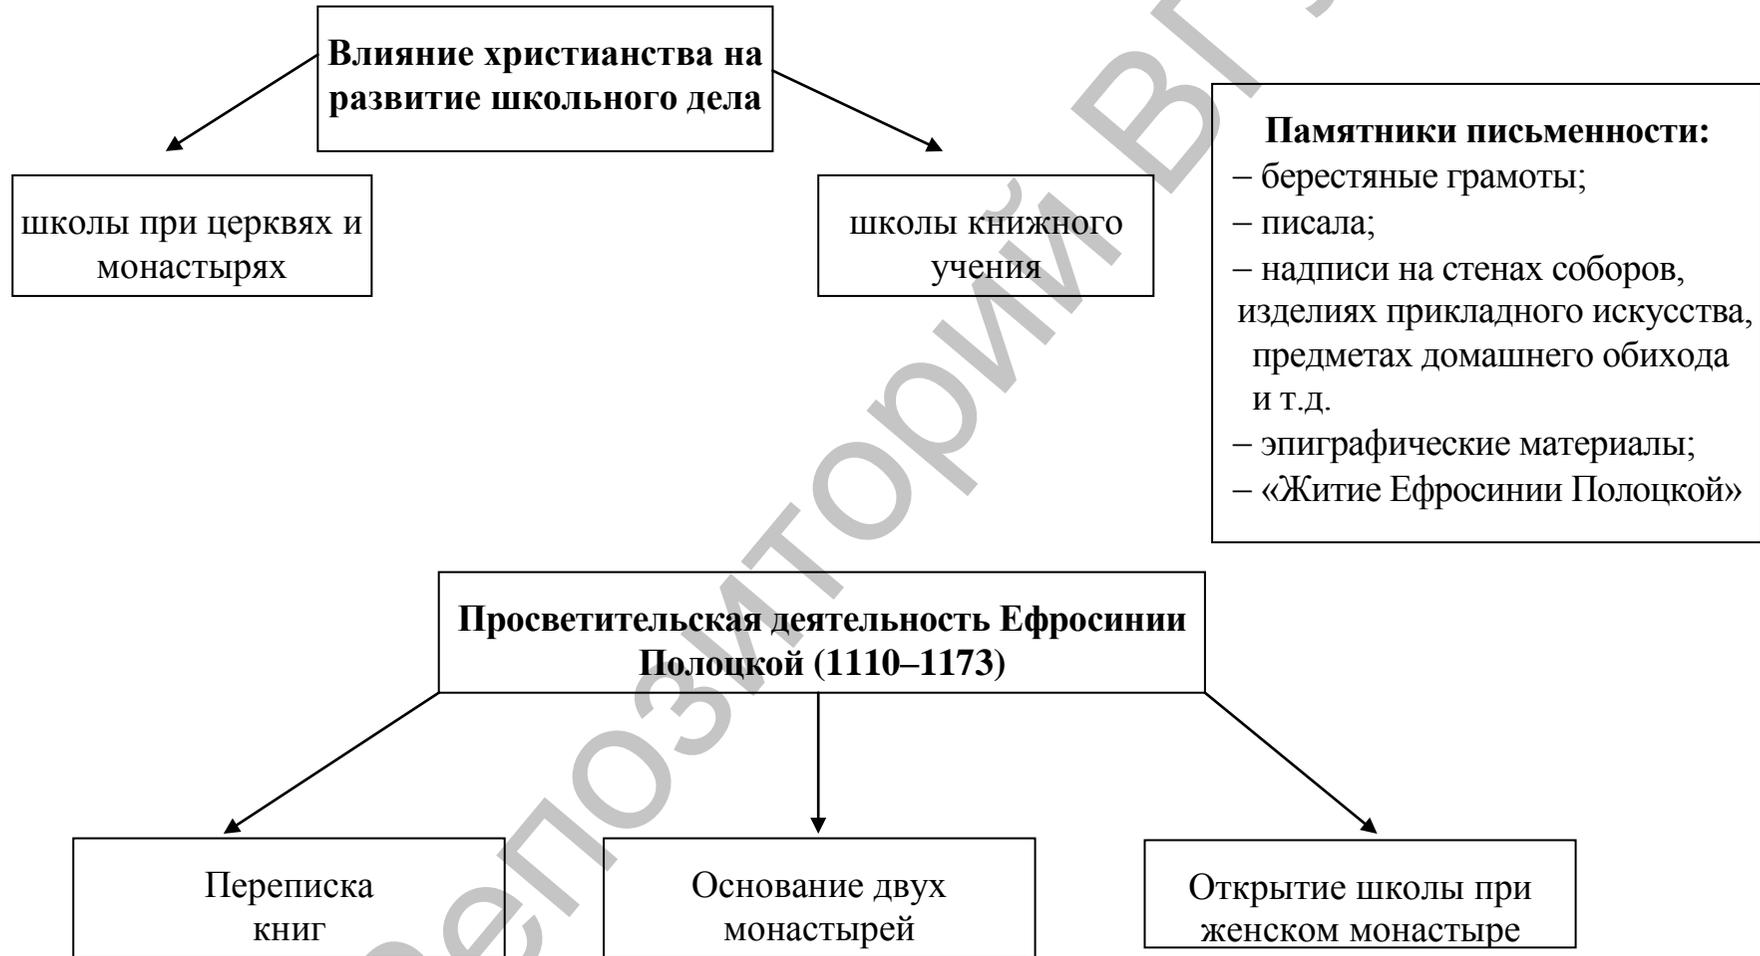 Влияние христианства на
развитие школьного дела
школы при церквях и
монастырях
школы книжного
учения
Памятники письменности:
– берестяные грамоты;
– писала;
– надписи на стенах соборов,
изделиях прикладного искусства,
предметах домашнего обихода
и т.д.
– эпиграфические материалы;
– «Житие Ефросинии Полоцкой»
Просветительская деятельность Ефросинии
Полоцкой (1110–1173)
Переписка
книг
Основание двух
монастырей
Открытие школы при
женском монастыре
Репозиторий ВГУ